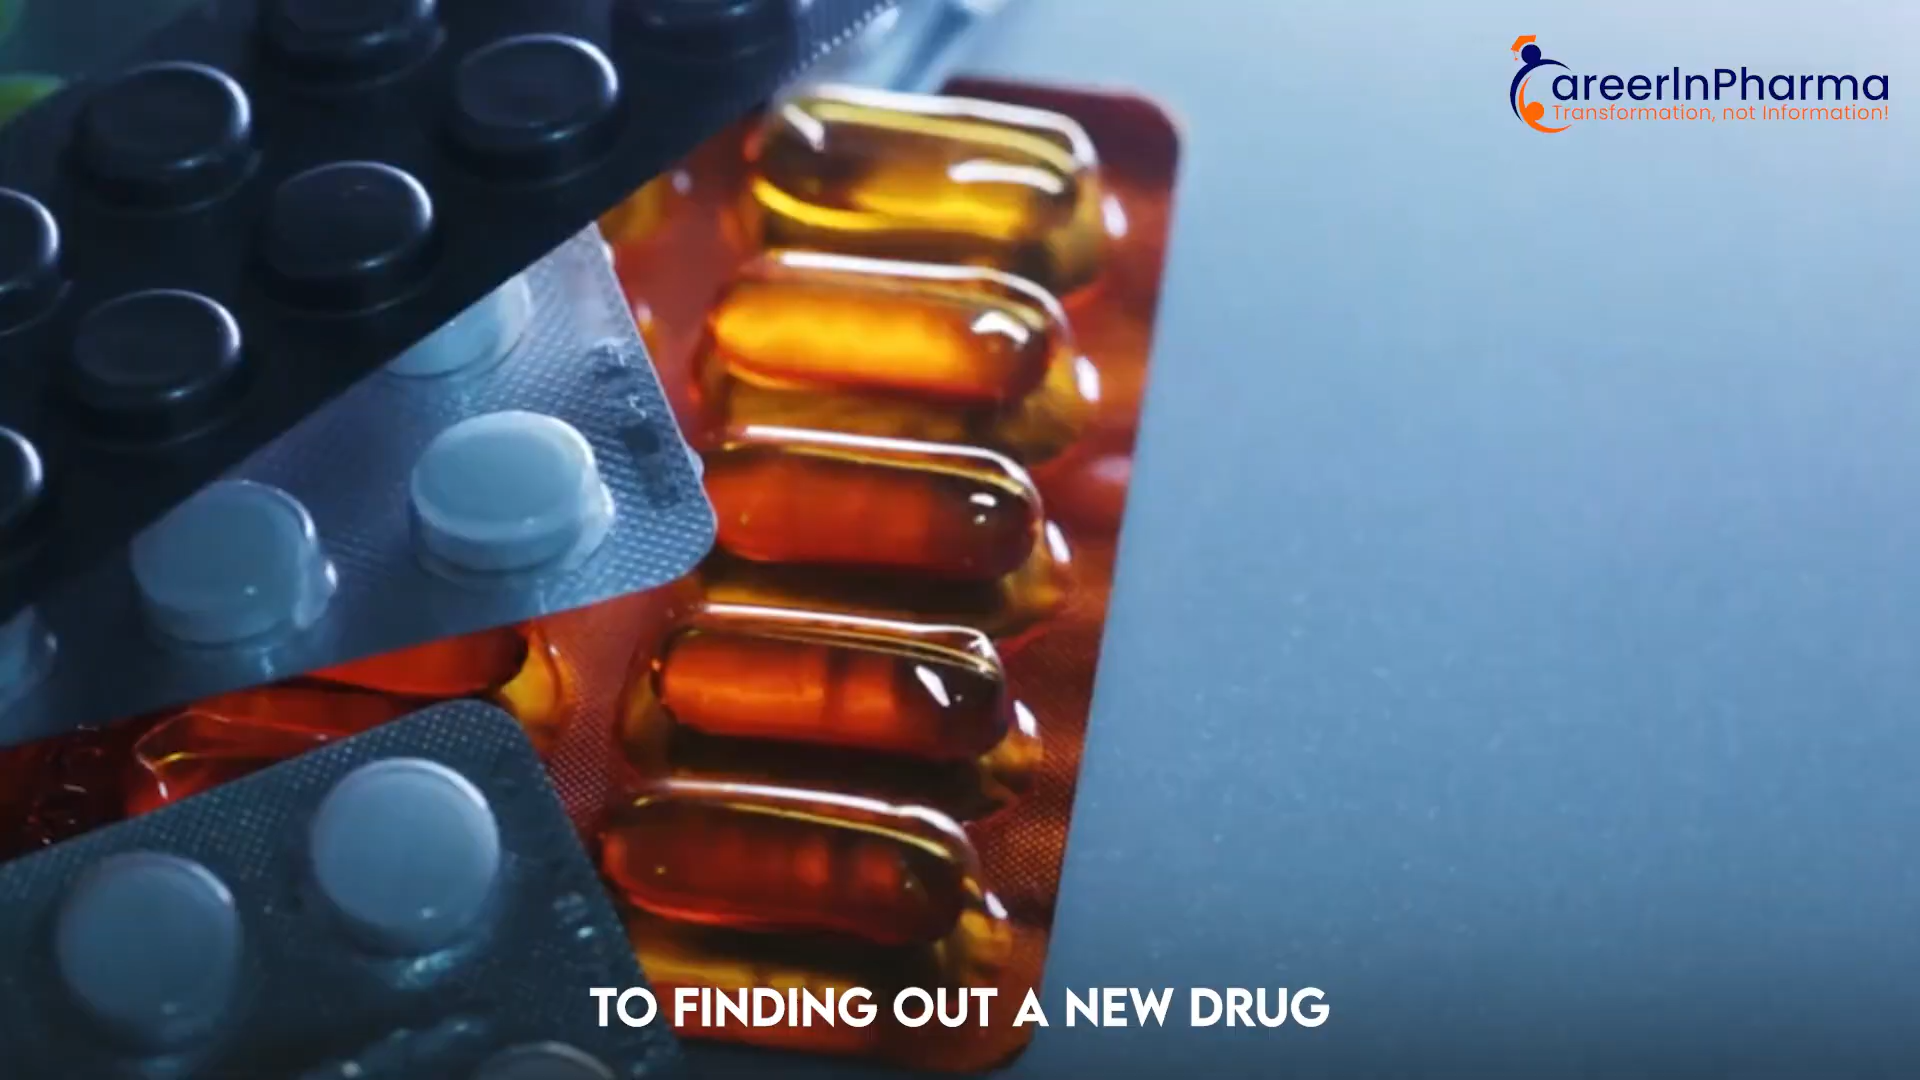 CareerInPharma
Transformation, not Information!
TO FINDING OUT A NEW DRUG